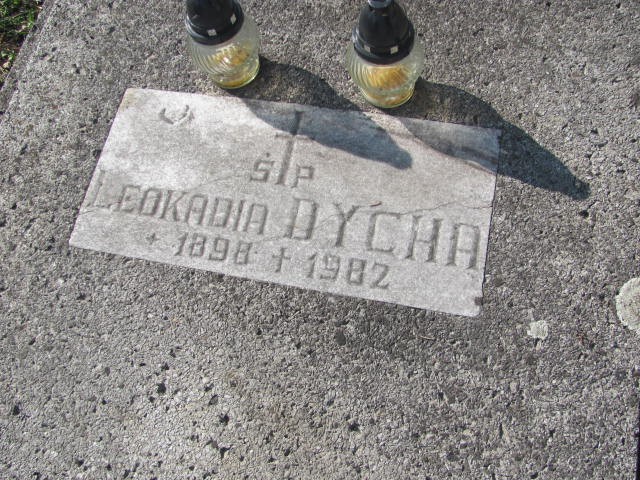 ŚP
LEOKADIA DYCHA
* 1898 † 1982